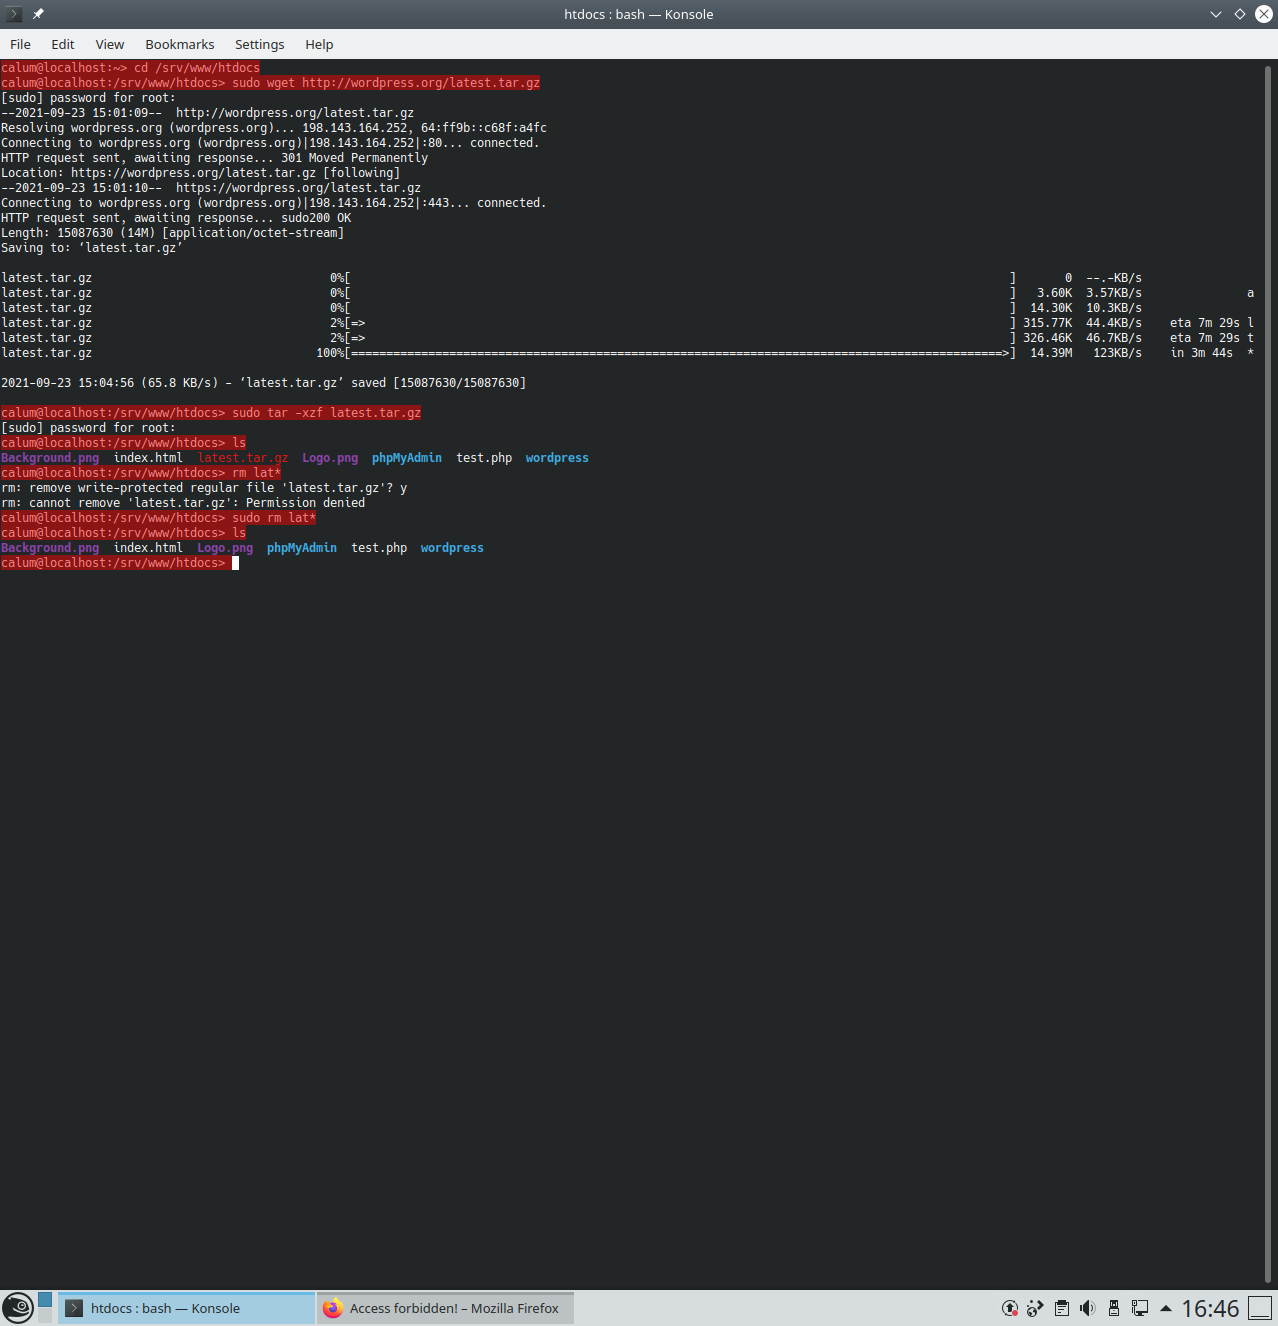 htdocs : bash — Konsole
File Edit View Bookmarks Settings Help
calum@localhost:~> cd /srv/www/htdocs
calum@localhost:/srv/www/htdocs> sudo wget http://wordpress.org/latest.tar.gz
[sudo] password for root:
--2021-09-23 15:01:09--  http://wordpress.org/latest.tar.gz
Resolving wordpress.org (wordpress.org)... 198.143.164.252, 64:ff9b::c68f:a4fc
Connecting to wordpress.org (wordpress.org)|198.143.164.252|:80... connected.
HTTP request sent, awaiting response... 301 Moved Permanently
Location: https://wordpress.org/latest.tar.gz [following]
--2021-09-23 15:01:10--  https://wordpress.org/latest.tar.gz
Connecting to wordpress.org (wordpress.org)|198.143.164.252|:443... connected.
HTTP request sent, awaiting response... sudo200 OK
Length: 15087630 (14M) [application/octet-stream]
Saving to: ‘latest.tar.gz’
latest.tar.gz 0%[ ] 0 --.-KB/s
latest.tar.gz 0%[ ] 3.60K 3.57KB/s a
latest.tar.gz 0%[ ] 14.30K 10.3KB/s
latest.tar.gz 2%[=> ] 315.77K 44.4KB/s eta 7m 29s l
latest.tar.gz 2%[=> ] 326.46K 46.7KB/s eta 7m 29s t
latest.tar.gz 100%[=============================================================================================>] 14.39M 123KB/s in 3m 44s *
2021-09-23 15:04:56 (65.8 KB/s) - ‘latest.tar.gz’ saved [15087630/15087630]
calum@localhost:/srv/www/htdocs> sudo tar -xzf latest.tar.gz
[sudo] password for root:
calum@localhost:/srv/www/htdocs> ls
Background.png index.html latest.tar.gz Logo.png phpMyAdmin test.php wordpress
calum@localhost:/srv/www/htdocs> rm lat*
rm: remove write-protected regular file 'latest.tar.gz'? y
rm: cannot remove 'latest.tar.gz': Permission denied
calum@localhost:/srv/www/htdocs> sudo rm lat*
calum@localhost:/srv/www/htdocs> ls
Background.png index.html Logo.png phpMyAdmin test.php wordpress
calum@localhost:/srv/www/htdocs>
htdocs : bash — Konsole Access forbidden! – Mozilla Firefox 16:46